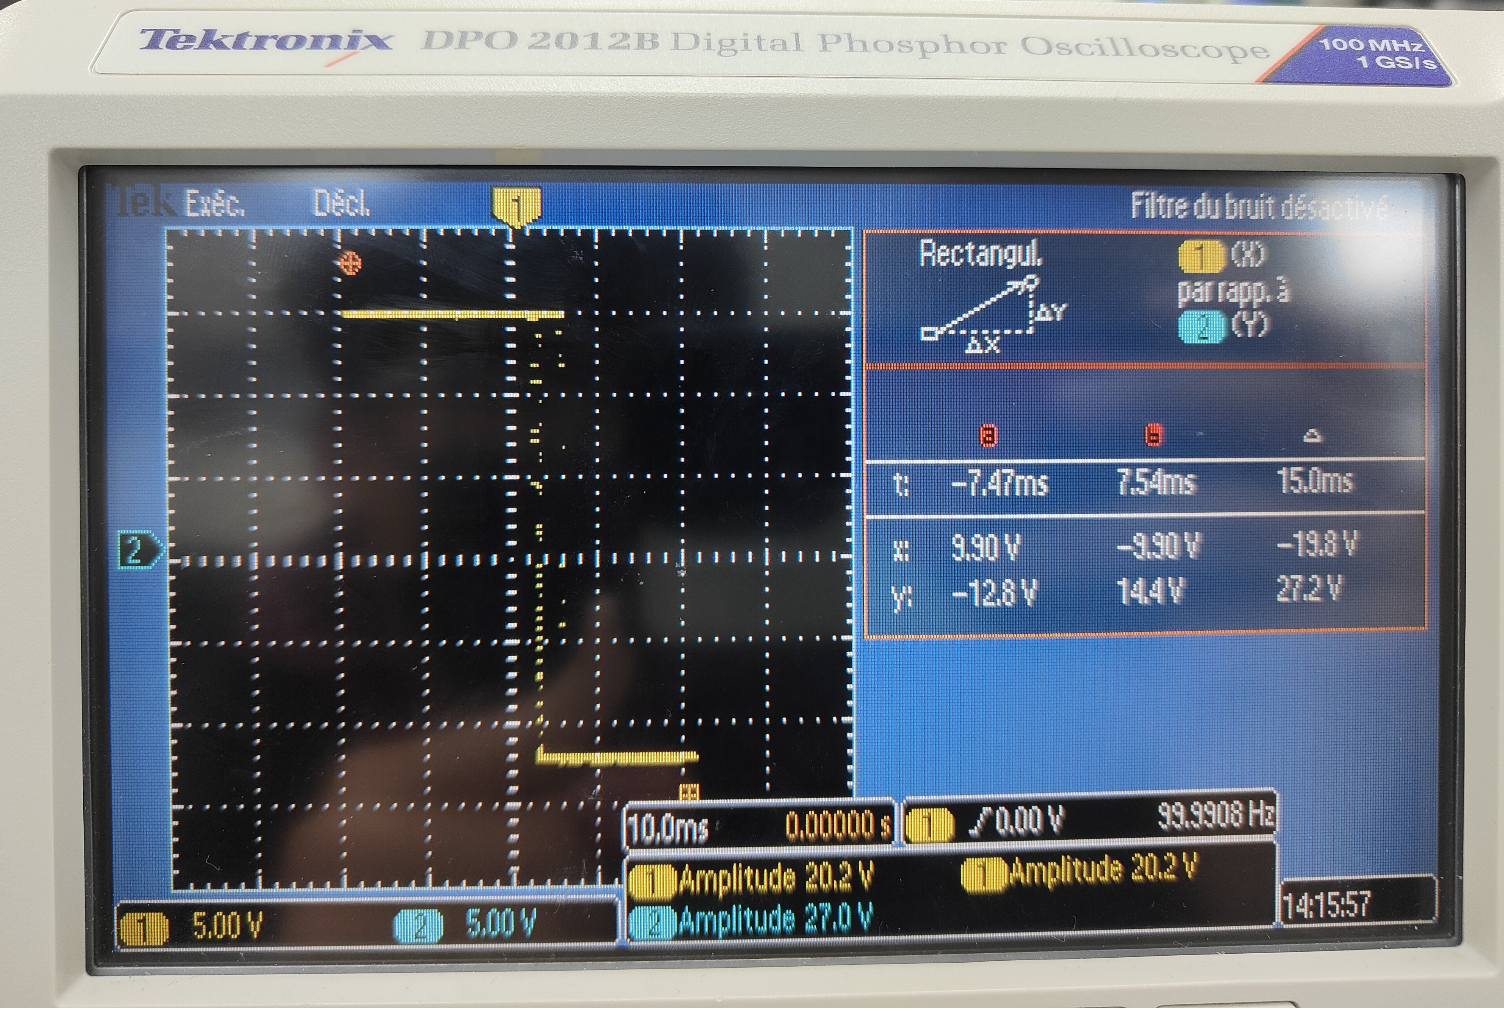 Tektronix DPO 2012B Digital Phosphor Oscilloscope
100 MHz
1 GS/s
Tek Exéc. Décl. 1 Filtre du bruit désactivé
Rectangul.
ΔY
ΔX
1 (X)
par rapp. à
2 (Y)
a Δ
t: -7.47ms 7.54ms 15.0ms
x: 9.90 V -9.90 V -19.8 V
y: -12.8 V 14.4 V 27.2 V
2
10.0ms 0.00000 s
1 0.00 V 99.9908 Hz
1 Amplitude 20.2 V 1 Amplitude 20.2 V
2 Amplitude 27.0 V
1 5.00 V 2 5.00 V
14:15:57